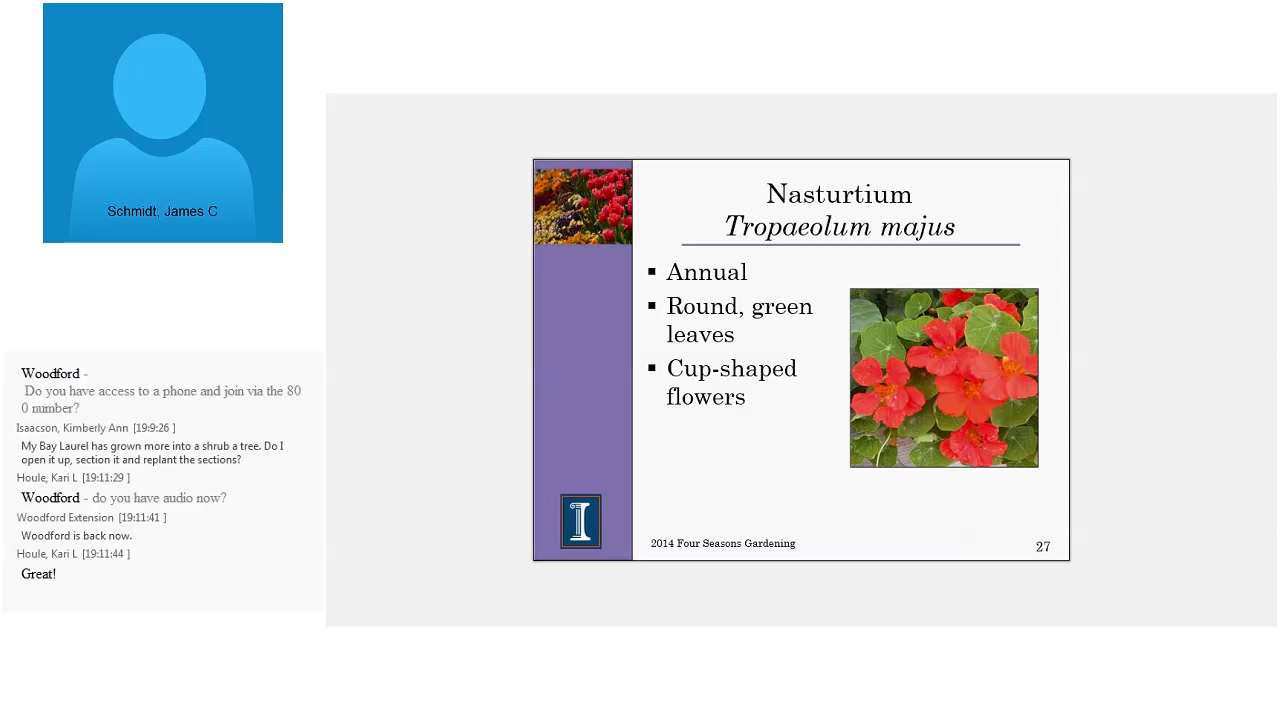 Schmidt, James C
Woodford -
Do you have access to a phone and join via the 80
0 number?
Isaacson, Kimberly Ann [19:9:26 ]
My Bay Laurel has grown more into a shrub a tree. Do I
open it up, section it and replant the sections?
Houle, Kari L [19:11:29 ]
Woodford - do you have audio now?
Woodford Extension [19:11:41 ]
Woodford is back now.
Houle, Kari L [19:11:44 ]
Great!
Nasturtium
Tropaeolum majus
▪ Annual
▪ Round, green
leaves
▪ Cup-shaped
flowers
I
2014 Four Seasons Gardening
27